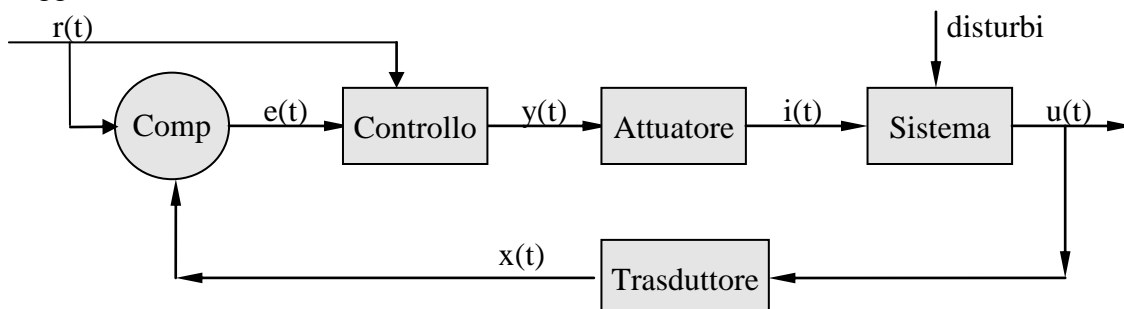 r(t)
disturbi
Comp
e(t)
Controllo
y(t)
Attuatore
i(t)
Sistema
u(t)
x(t)
Trasduttore